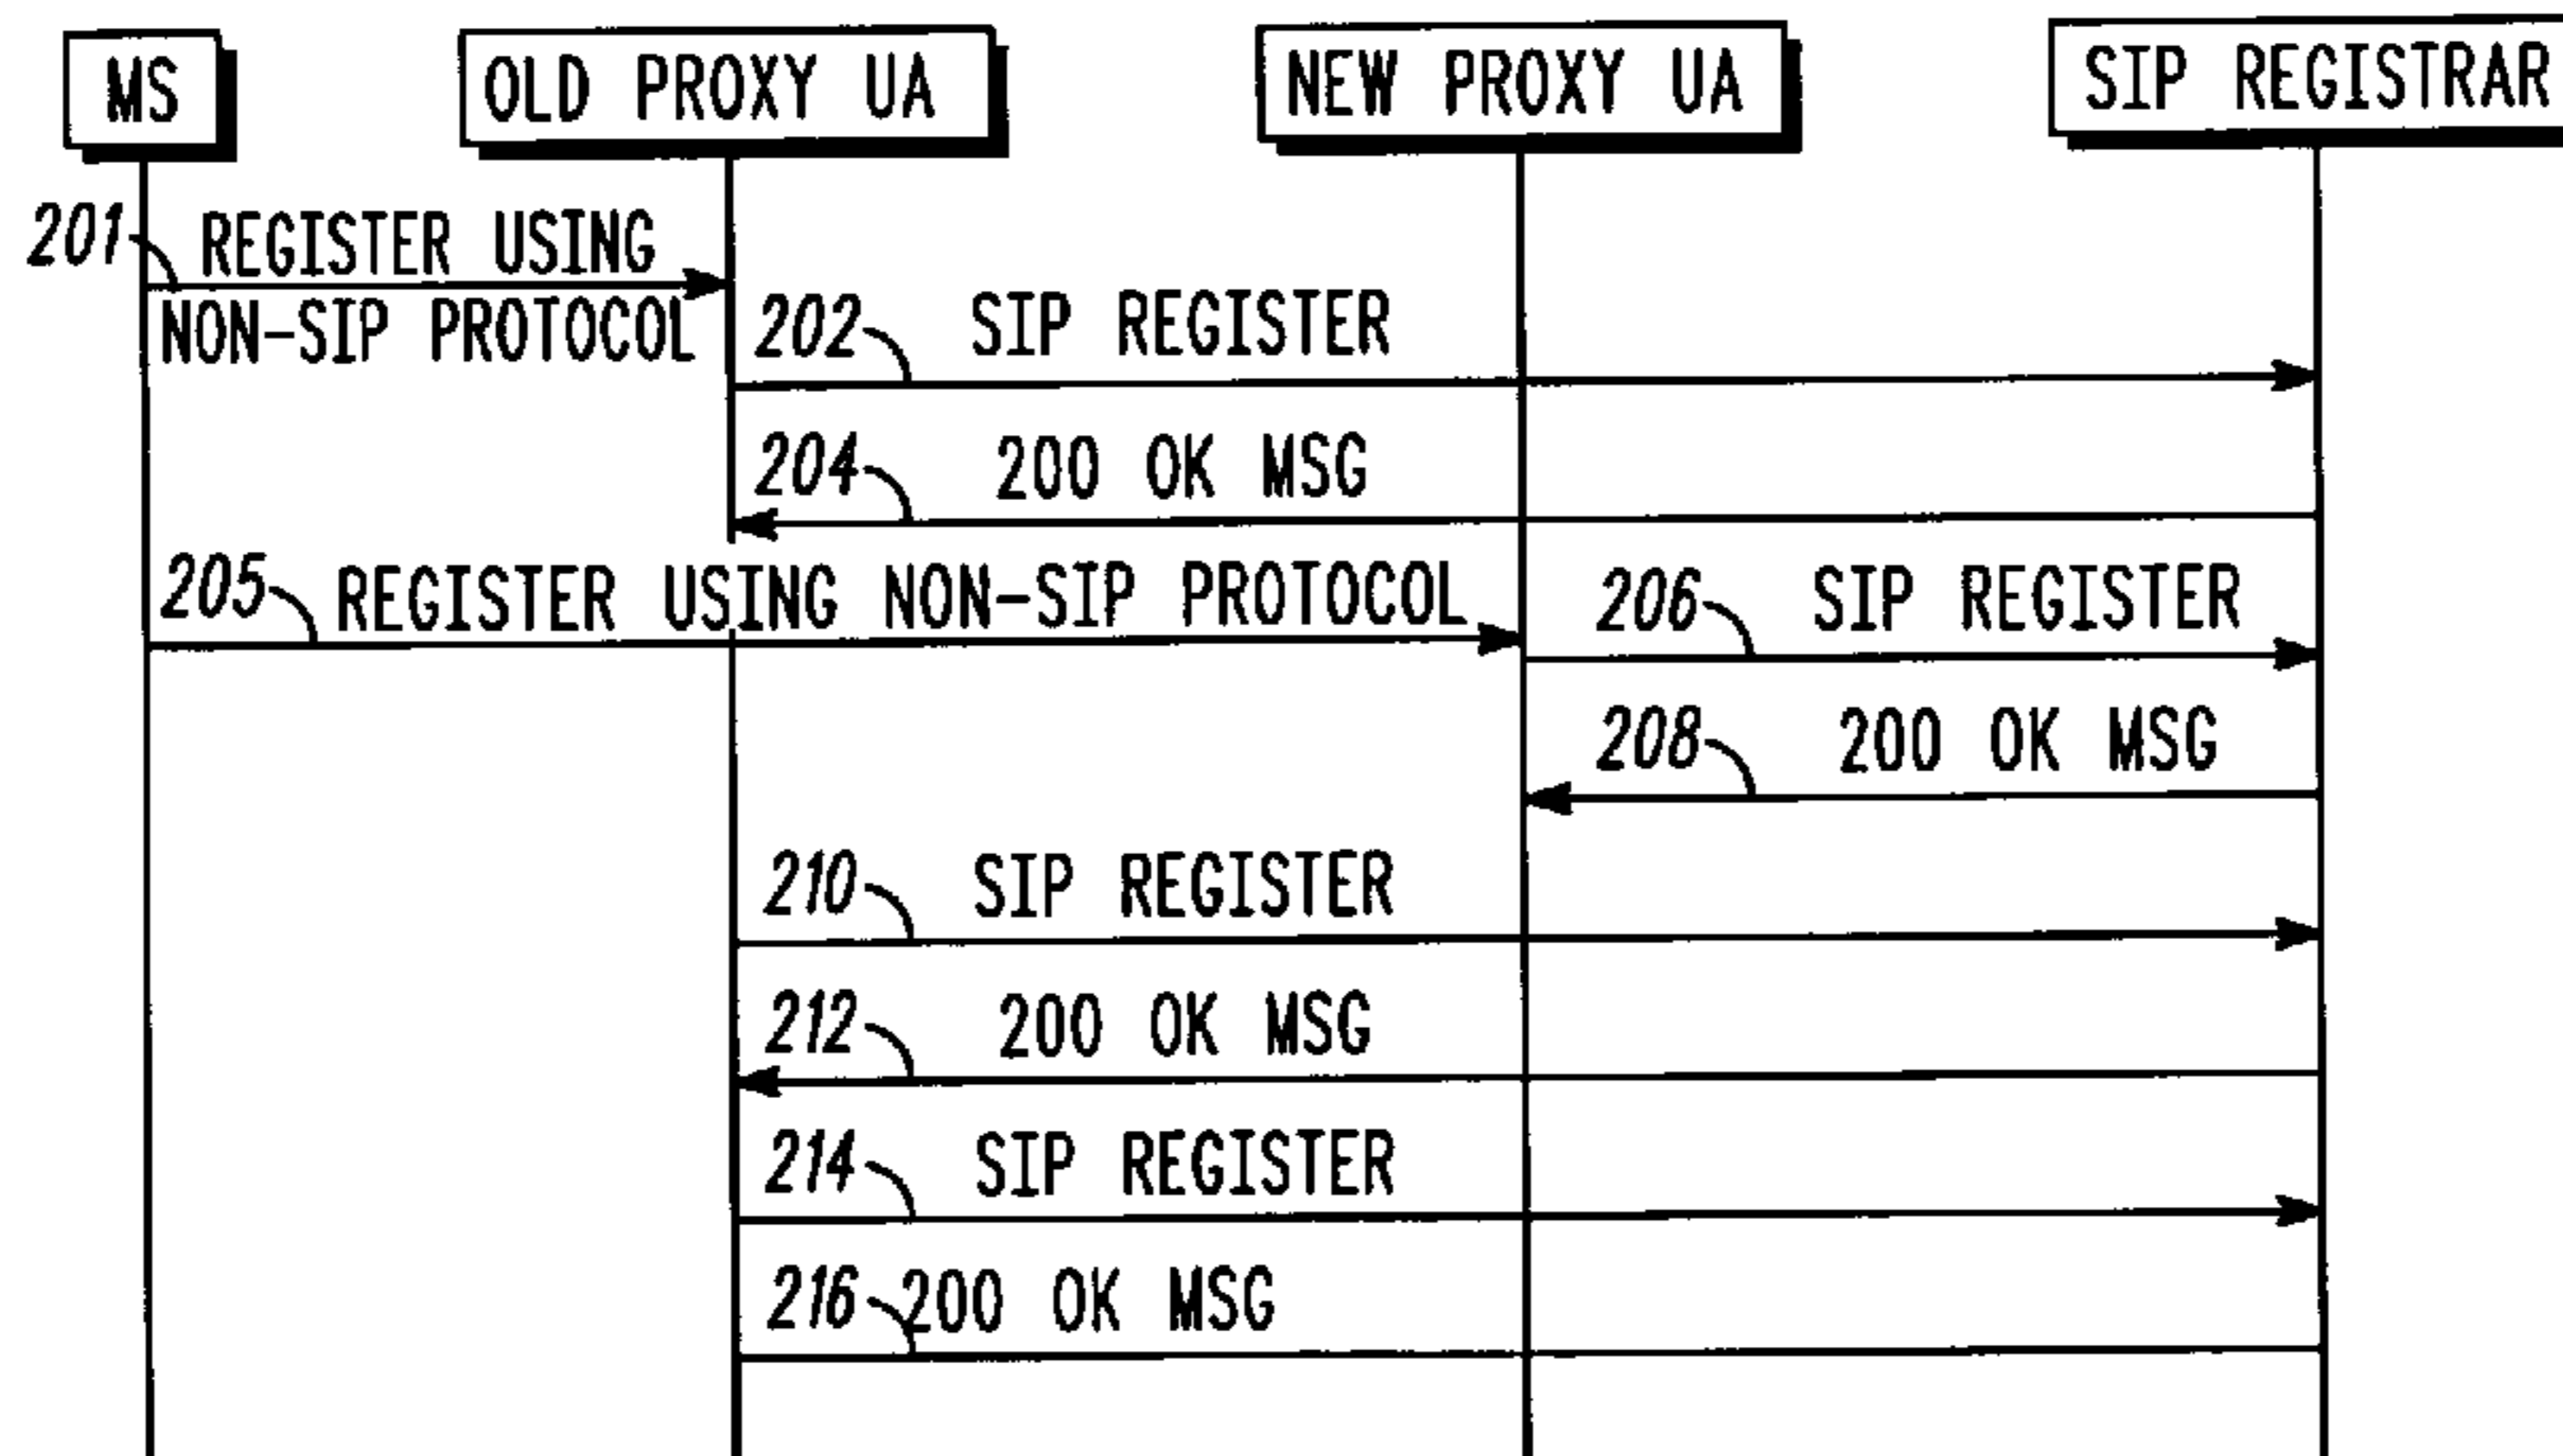 MS
OLD PROXY UA
NEW PROXY UA
SIP REGISTRAR
201
REGISTER USING
NON-SIP PROTOCOL
202
SIP REGISTER
204
200 OK MSG
205
REGISTER USING NON-SIP PROTOCOL
206
SIP REGISTER
208
200 OK MSG
210
SIP REGISTER
212
200 OK MSG
214
SIP REGISTER
216
200 OK MSG